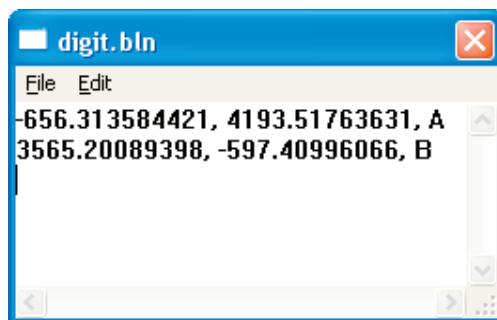 digit.bln
File Edit
-656.313584421, 4193.51763631, A
3565.20089398, -597.40996066, B